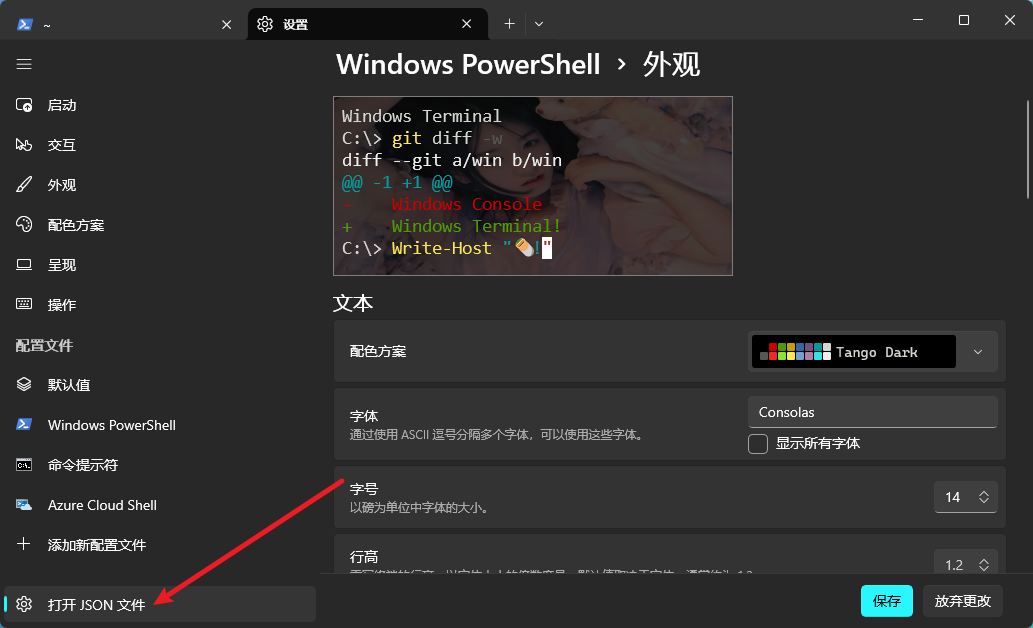 ~
设置
Windows PowerShell › 外观
启动
交互
外观
配色方案
呈现
操作
配置文件
默认值
Windows PowerShell
命令提示符
Azure Cloud Shell
添加新配置文件
打开 JSON 文件
Windows Terminal
C:\> git diff -w
diff --git a/win b/win
@@ -1 +1 @@
- Windows Console
+ Windows Terminal!
C:\> Write-Host "🌯!"
文本
配色方案
Tango Dark
字体
通过使用 ASCII 逗号分隔多个字体，可以使用这些字体。
Consolas
显示所有字体
字号
以磅为单位中字体的大小。
14
行高
1.2
保存
放弃更改